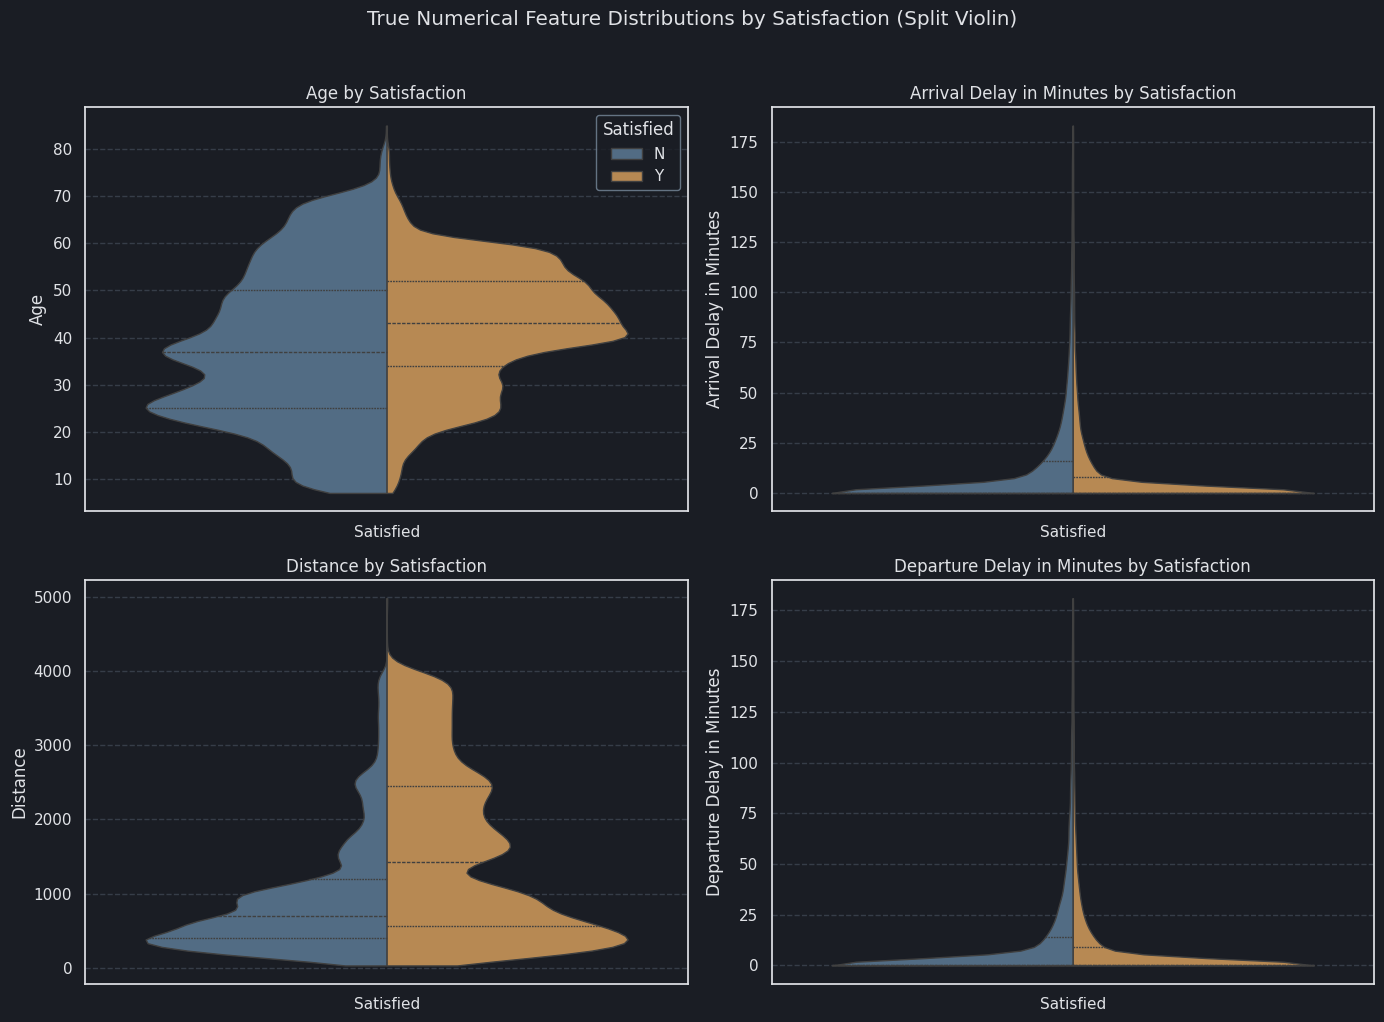 True Numerical Feature Distributions by Satisfaction (Split Violin)
Age by Satisfaction
Age
80
70
60
50
40
30
20
10
Satisfied
N
Y
Satisfied
Arrival Delay in Minutes by Satisfaction
Arrival Delay in Minutes
175
150
125
100
75
50
25
0
Satisfied
Distance by Satisfaction
Distance
5000
4000
3000
2000
1000
0
Satisfied
Departure Delay in Minutes by Satisfaction
Departure Delay in Minutes
175
150
125
100
75
50
25
0
Satisfied